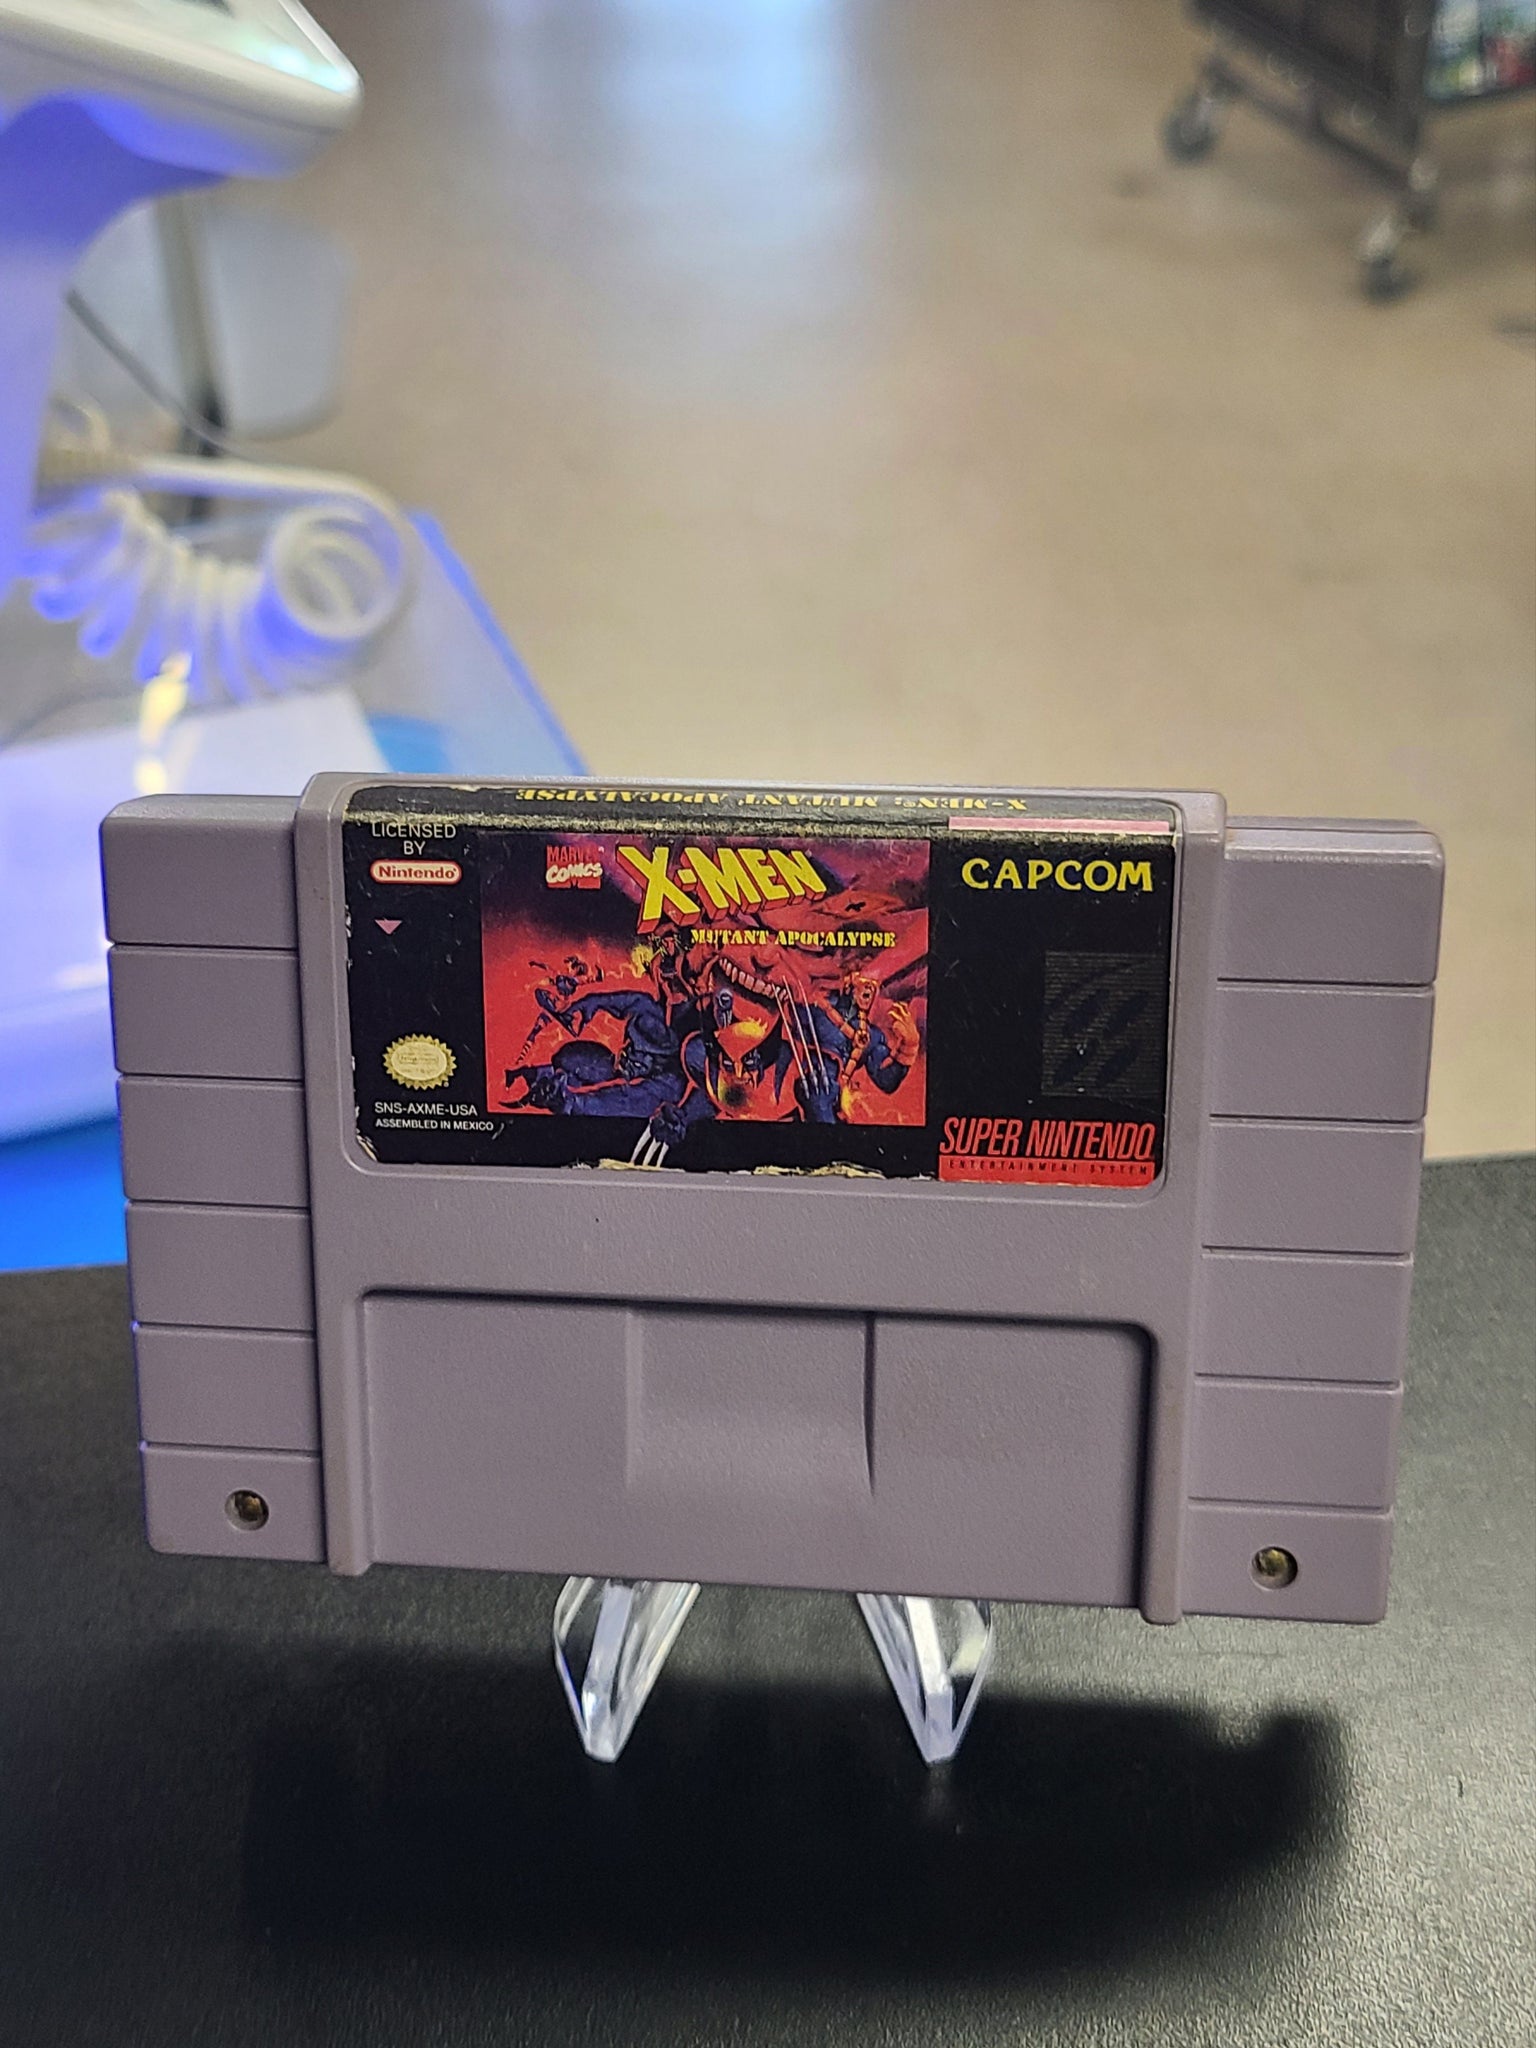 X-MEN: MUTANT APOCALYPSE
LICENSED
BY
Nintendo
MARVEL
COMICS
X-MEN
MUTANT APOCALYPSE
CAPCOM
SNS-AXME-USA
ASSEMBLED IN MEXICO
SUPER NINTENDO
ENTERTAINMENT SYSTEM